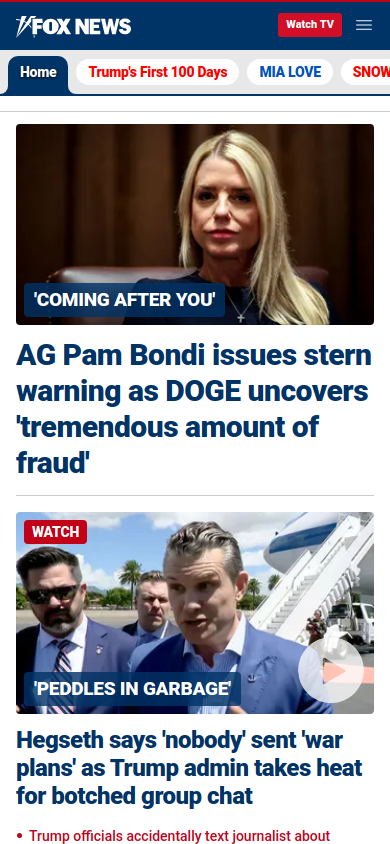 FOX NEWS
Watch TV
Home
Trump's First 100 Days
MIA LOVE
SNOW
'COMING AFTER YOU'
AG Pam Bondi issues stern
warning as DOGE uncovers
'tremendous amount of
fraud'
WATCH
'PEDDLES IN GARBAGE'
Hegseth says 'nobody' sent 'war
plans' as Trump admin takes heat
for botched group chat
Trump officials accidentally text journalist about